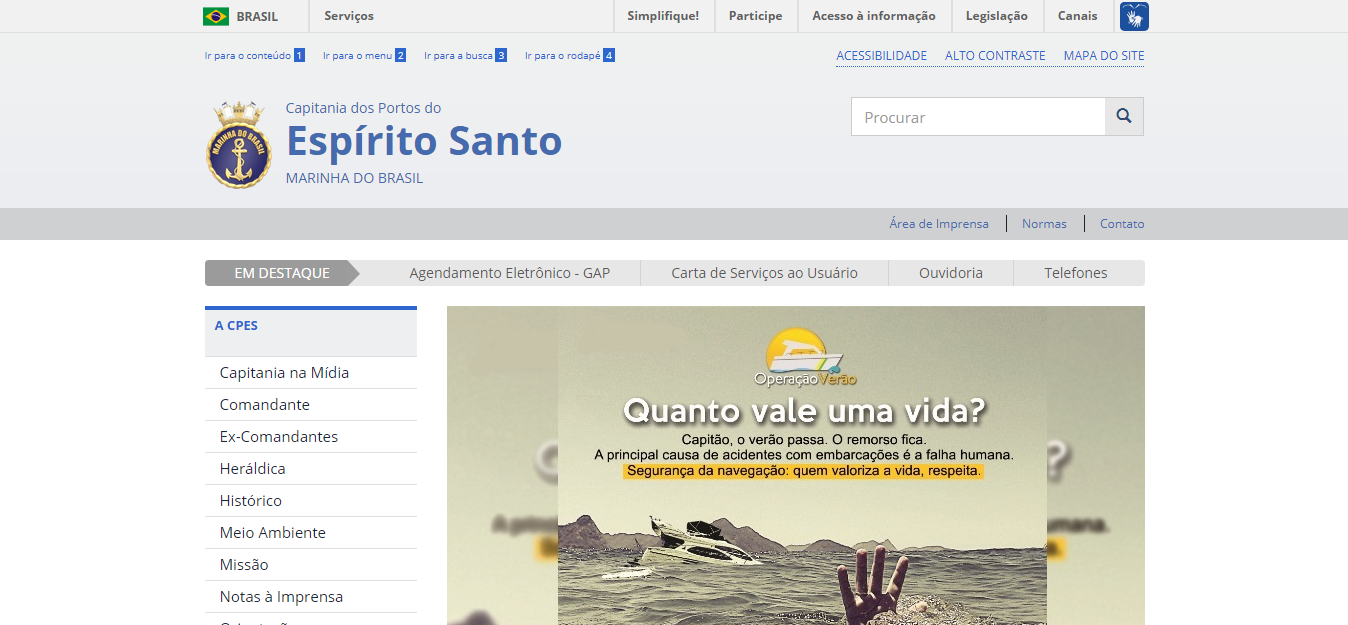 BRASIL Serviços Simplifique! Participe Acesso à informação Legislação Canais
Ir para o conteúdo 1 Ir para o menu 2 Ir para a busca 3 Ir para o rodapé 4 ACESSIBILIDADE ALTO CONTRASTE MAPA DO SITE
Capitania dos Portos do
Espírito Santo
MARINHA DO BRASIL
MARINHA DO BRASIL
Procurar
Área de Imprensa Normas Contato
EM DESTAQUE Agendamento Eletrônico - GAP Carta de Serviços ao Usuário Ouvidoria Telefones
A CPES
Capitania na Mídia
Comandante
Ex-Comandantes
Heráldica
Histórico
Meio Ambiente
Missão
Notas à Imprensa
OperaçãoVerão
Quanto vale uma vida?
Capitão, o verão passa. O remorso fica.
A principal causa de acidentes com embarcações é a falha humana.
Segurança da navegação: quem valoriza a vida, respeita.